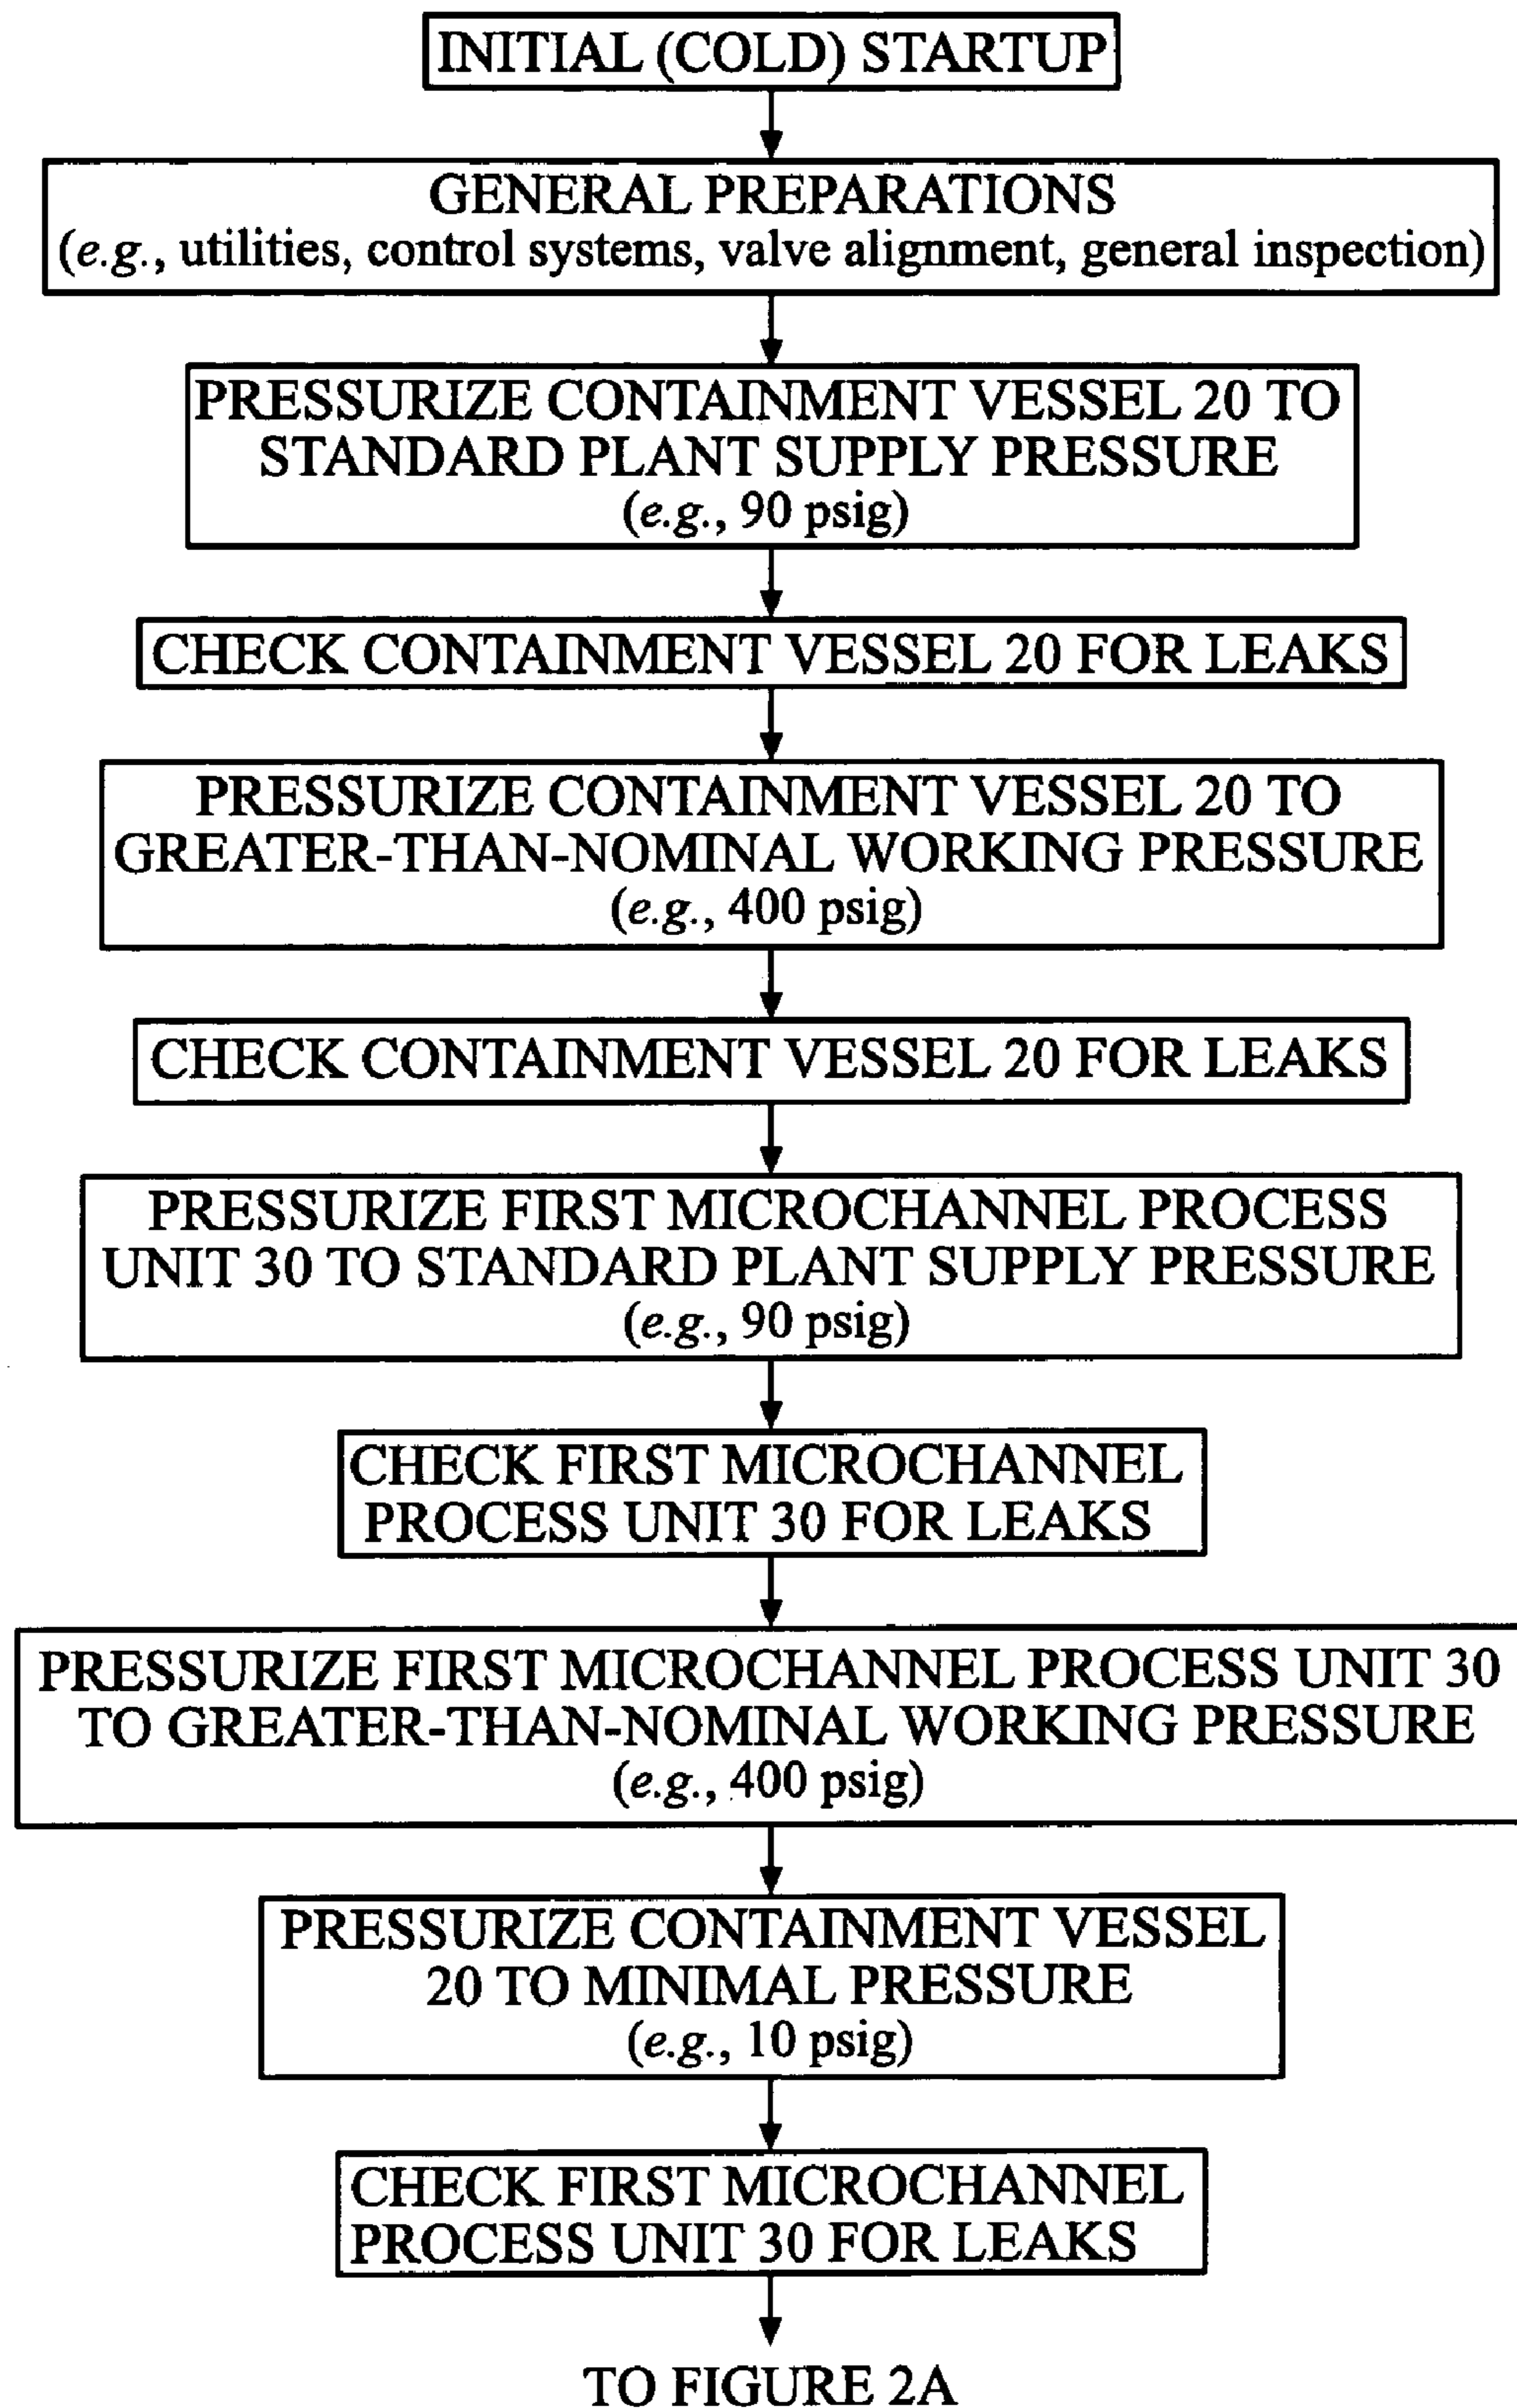 INITIAL (COLD) STARTUP
GENERAL PREPARATIONS
(e.g., utilities, control systems, valve alignment, general inspection)
PRESSURIZE CONTAINMENT VESSEL 20 TO
STANDARD PLANT SUPPLY PRESSURE
(e.g., 90 psig)
CHECK CONTAINMENT VESSEL 20 FOR LEAKS
PRESSURIZE CONTAINMENT VESSEL 20 TO
GREATER-THAN-NOMINAL WORKING PRESSURE
(e.g., 400 psig)
CHECK CONTAINMENT VESSEL 20 FOR LEAKS
PRESSURIZE FIRST MICROCHANNEL PROCESS
UNIT 30 TO STANDARD PLANT SUPPLY PRESSURE
(e.g., 90 psig)
CHECK FIRST MICROCHANNEL
PROCESS UNIT 30 FOR LEAKS
PRESSURIZE FIRST MICROCHANNEL PROCESS UNIT 30
TO GREATER-THAN-NOMINAL WORKING PRESSURE
(e.g., 400 psig)
PRESSURIZE CONTAINMENT VESSEL
20 TO MINIMAL PRESSURE
(e.g., 10 psig)
CHECK FIRST MICROCHANNEL
PROCESS UNIT 30 FOR LEAKS
TO FIGURE 2A